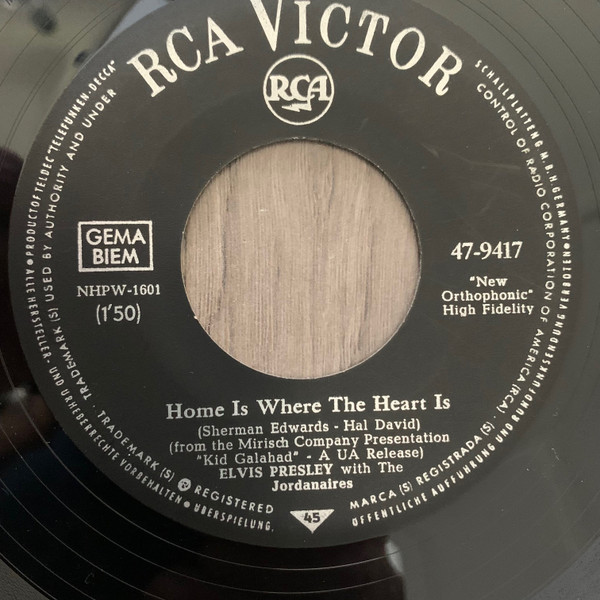 RCA VICTOR
RCA
PRODUCT OF TELDEC "TELEFUNKEN-DECCA"
SCHALLPLATTEN G.M.B.H. GERMANY
TRADEMARK (S) USED BY AUTHORITY AND UNDER
CONTROL OF RADIO CORPORATION OF AMERICA (RCA)
GEMA
BIEM
NHPW-1601
(1'50)
47-9417
"New
Orthophonic"
High Fidelity
Home Is Where The Heart Is
(Sherman Edwards - Hal David)
(from the Mirisch Company Presentation
"Kid Galahad" - A UA Release)
ELVIS PRESLEY with The
Jordanaires
TRADEMARK (S) ® REGISTERED
MARCA (S) REGISTRADA (S)
45
ALLE HERSTELLER- UND URHEBERRECHTE VORBEHALTEN • ÜBERSPIELUNG,
ÖFFENTLICHE AUFFÜHRUNG UND RUNDFUNKSENDUNG VERBOTEN